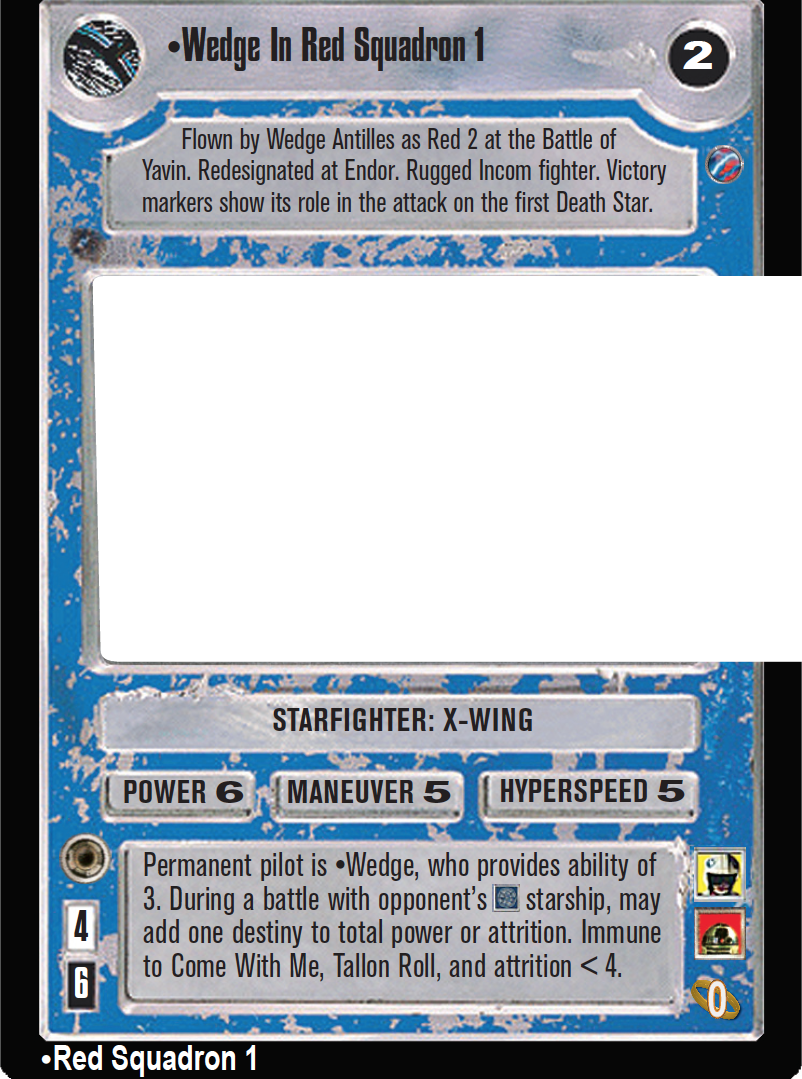 •Wedge In Red Squadron 1
2
Flown by Wedge Antilles as Red 2 at the Battle of
Yavin. Redesignated at Endor. Rugged Incom fighter. Victory
markers show its role in the attack on the first Death Star.
STARFIGHTER: X-WING
POWER 6 MANEUVER 5 HYPERSPEED 5
Permanent pilot is •Wedge, who provides ability of
3. During a battle with opponent's starship, may
add one destiny to total power or attrition. Immune
to Come With Me, Tallon Roll, and attrition < 4.
4
6
0
•Red Squadron 1